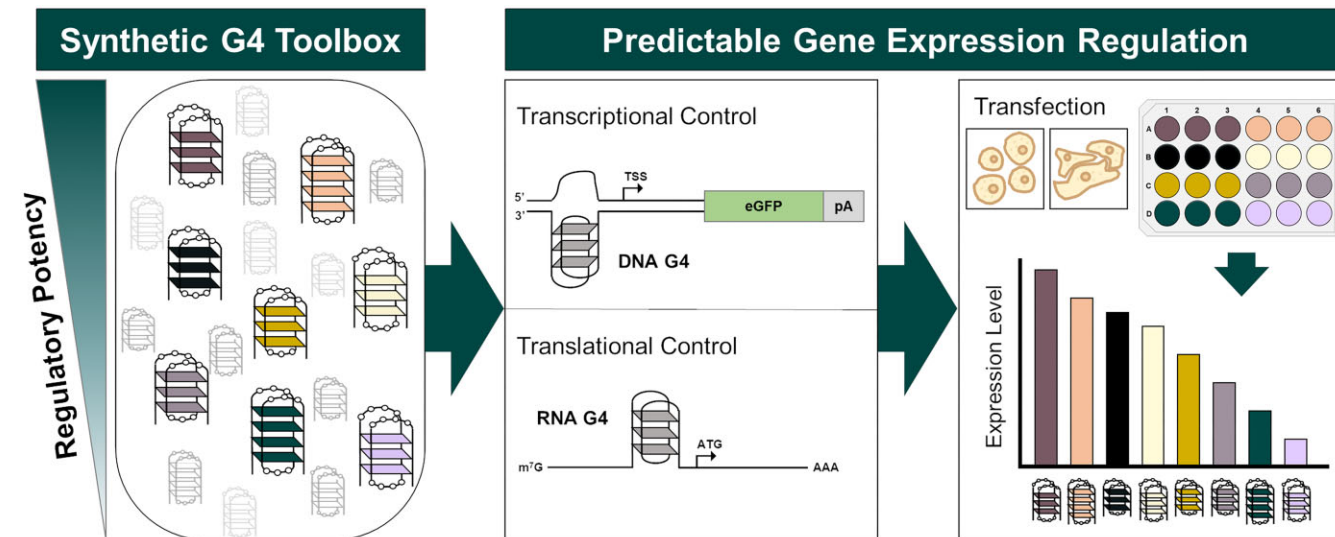 Synthetic G4 Toolbox
Predictable Gene Expression Regulation
Regulatory Potency
Transcriptional Control
TSS
5’
3’
eGFP
pA
DNA G4
Translational Control
RNA G4
ATG
m⁷G
AAA
Transfection
1 2 3 4 5 6
A
B
C
D
Expression Level